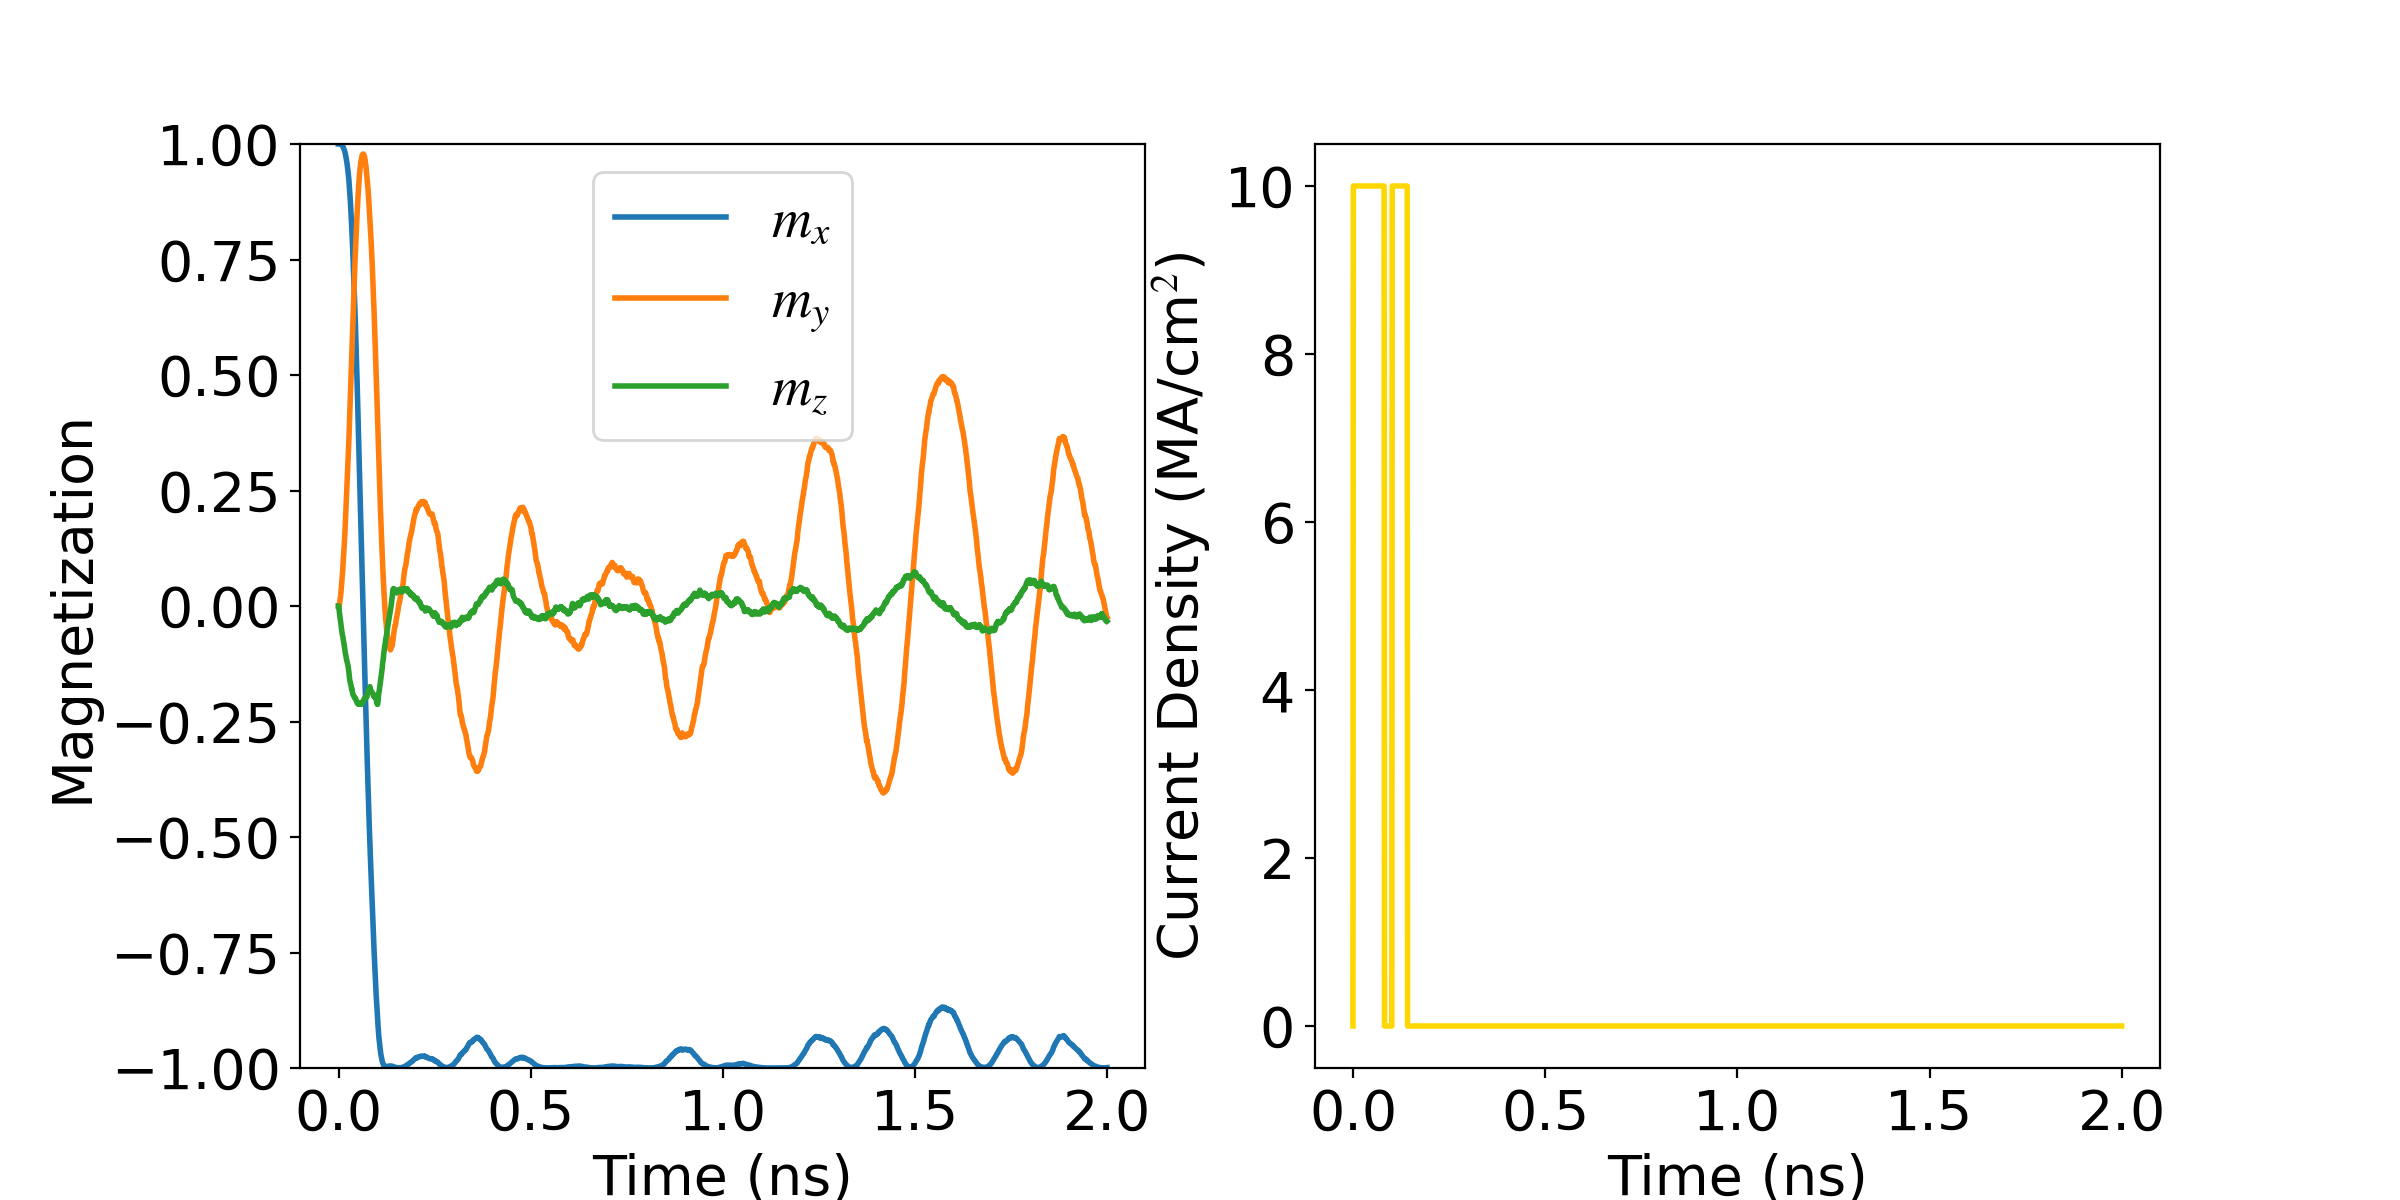 Magnetization
1.00
0.75
0.50
0.25
0.00
−0.25
−0.50
−0.75
−1.00
0.0 0.5 1.0 1.5 2.0
Time (ns)
m_x
m_y
m_z
Current Density (MA/cm²)
10
8
6
4
2
0
0.0 0.5 1.0 1.5 2.0
Time (ns)